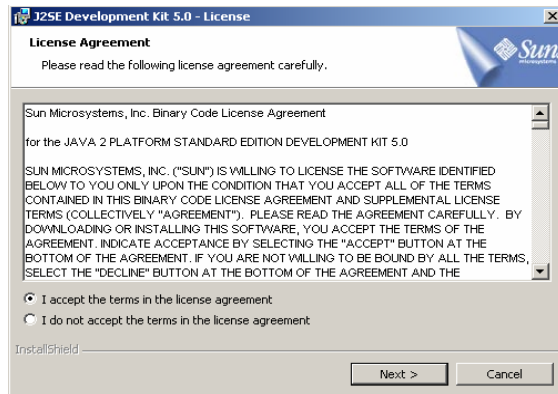 J2SE Development Kit 5.0 - License
License Agreement
Please read the following license agreement carefully.
Sun
microsystems
Sun Microsystems, Inc. Binary Code License Agreement
for the JAVA 2 PLATFORM STANDARD EDITION DEVELOPMENT KIT 5.0
SUN MICROSYSTEMS, INC. ("SUN") IS WILLING TO LICENSE THE SOFTWARE IDENTIFIED
BELOW TO YOU ONLY UPON THE CONDITION THAT YOU ACCEPT ALL OF THE TERMS
CONTAINED IN THIS BINARY CODE LICENSE AGREEMENT AND SUPPLEMENTAL LICENSE
TERMS (COLLECTIVELY "AGREEMENT"). PLEASE READ THE AGREEMENT CAREFULLY. BY
DOWNLOADING OR INSTALLING THIS SOFTWARE, YOU ACCEPT THE TERMS OF THE
AGREEMENT. INDICATE ACCEPTANCE BY SELECTING THE "ACCEPT" BUTTON AT THE
BOTTOM OF THE AGREEMENT. IF YOU ARE NOT WILLING TO BE BOUND BY ALL THE TERMS,
SELECT THE "DECLINE" BUTTON AT THE BOTTOM OF THE AGREEMENT AND THE
I accept the terms in the license agreement
I do not accept the terms in the license agreement
InstallShield
Next >
Cancel